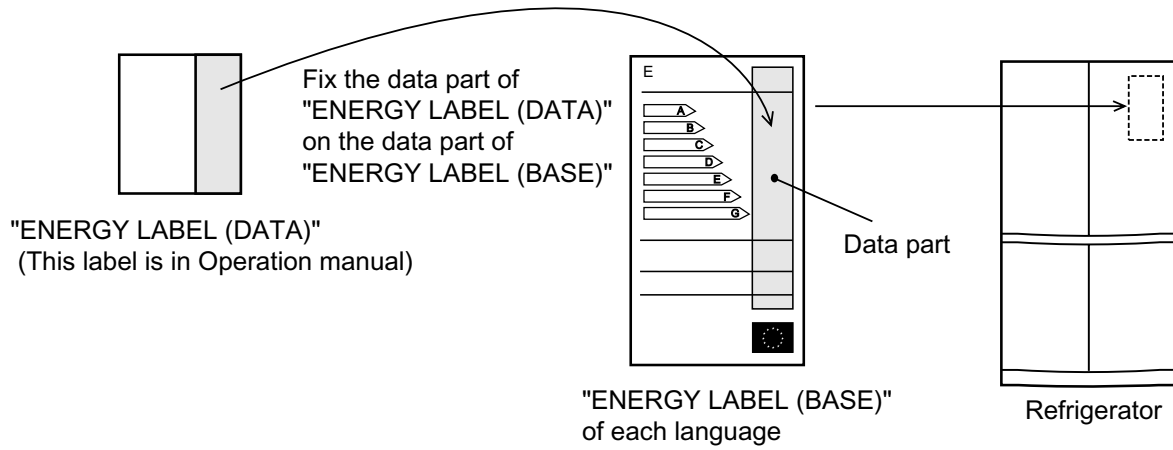 Fix the data part of
"ENERGY LABEL (DATA)"
on the data part of
"ENERGY LABEL (BASE)"
"ENERGY LABEL (DATA)"
(This label is in Operation manual)
E
A
B
C
D
E
F
G
Data part
"ENERGY LABEL (BASE)"
of each language
Refrigerator